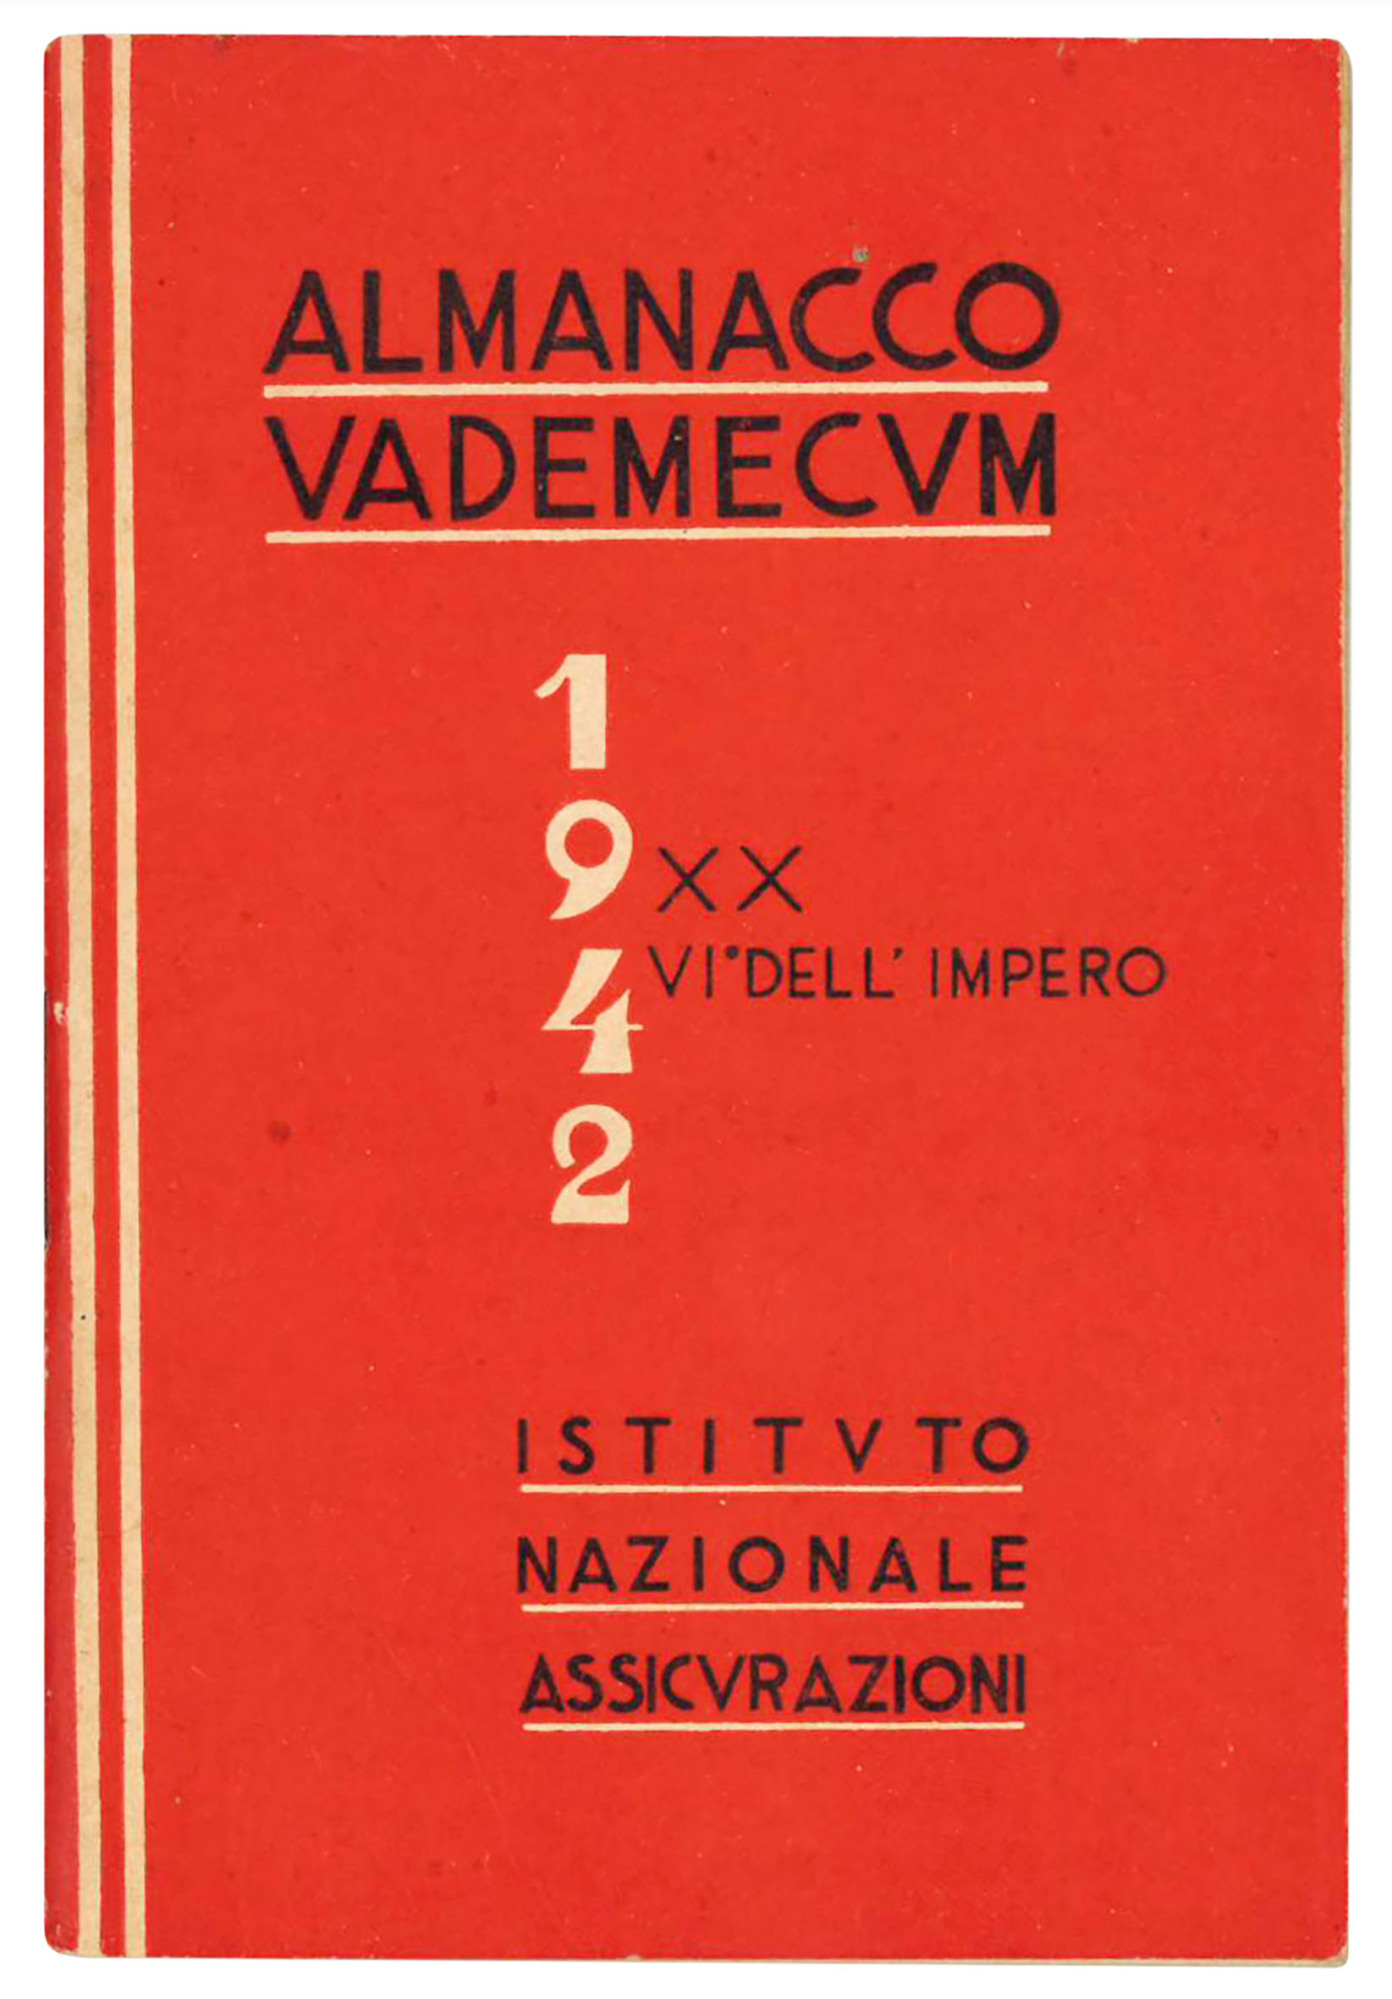 ALMANACCO
VADEMECVM
1
9
XX
4
VI° DELL' IMPERO
2
ISTITVTO
NAZIONALE
ASSICVRAZIONI